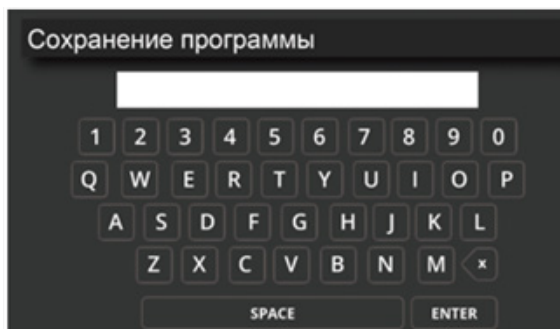 Сохранение программы
1 2 3 4 5 6 7 8 9 0
Q W E R T Y U I O P
A S D F G H J K L
Z X C V B N M x
SPACE ENTER